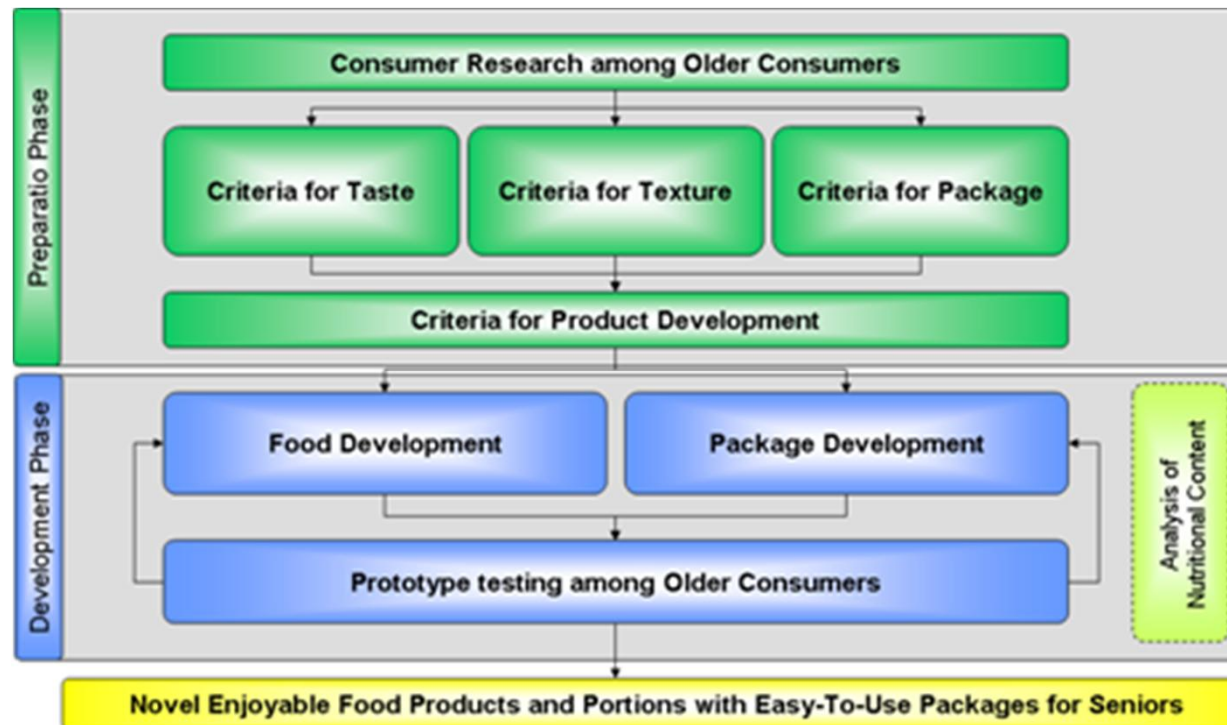 Preparatio Phase
Consumer Research among Older Consumers
Criteria for Taste
Criteria for Texture
Criteria for Package
Criteria for Product Development
Development Phase
Food Development
Package Development
Analysis of
Nutritional Content
Prototype testing among Older Consumers
Novel Enjoyable Food Products and Portions with Easy-To-Use Packages for Seniors